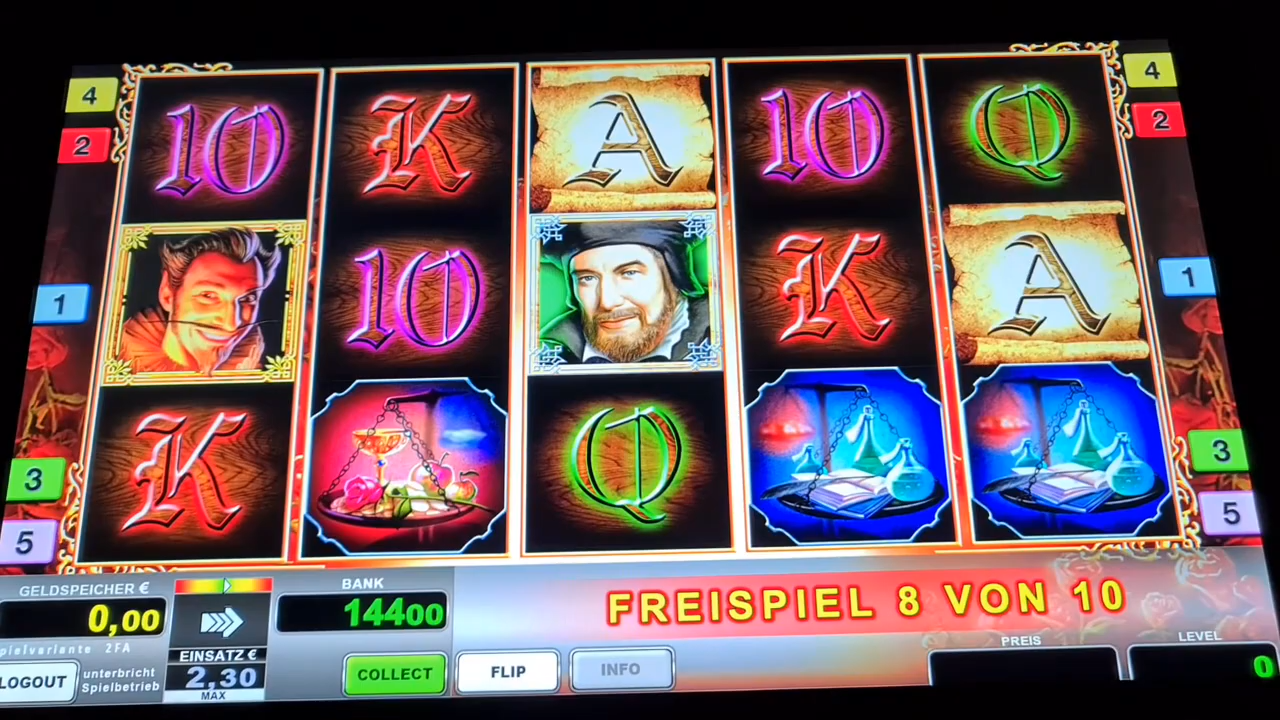 4
2
1
3
5
10 K A 10 Q
10 K A
K Q
4
2
1
3
5
GELDSPEICHER €
0,00
pielvariante 2FA
LOGOUT
unterbricht
Spielbetrieb
EINSATZ €
2,30
MAX
BANK
14400
COLLECT
FLIP
INFO
FREISPIEL 8 VON 10
PREIS
LEVEL
0